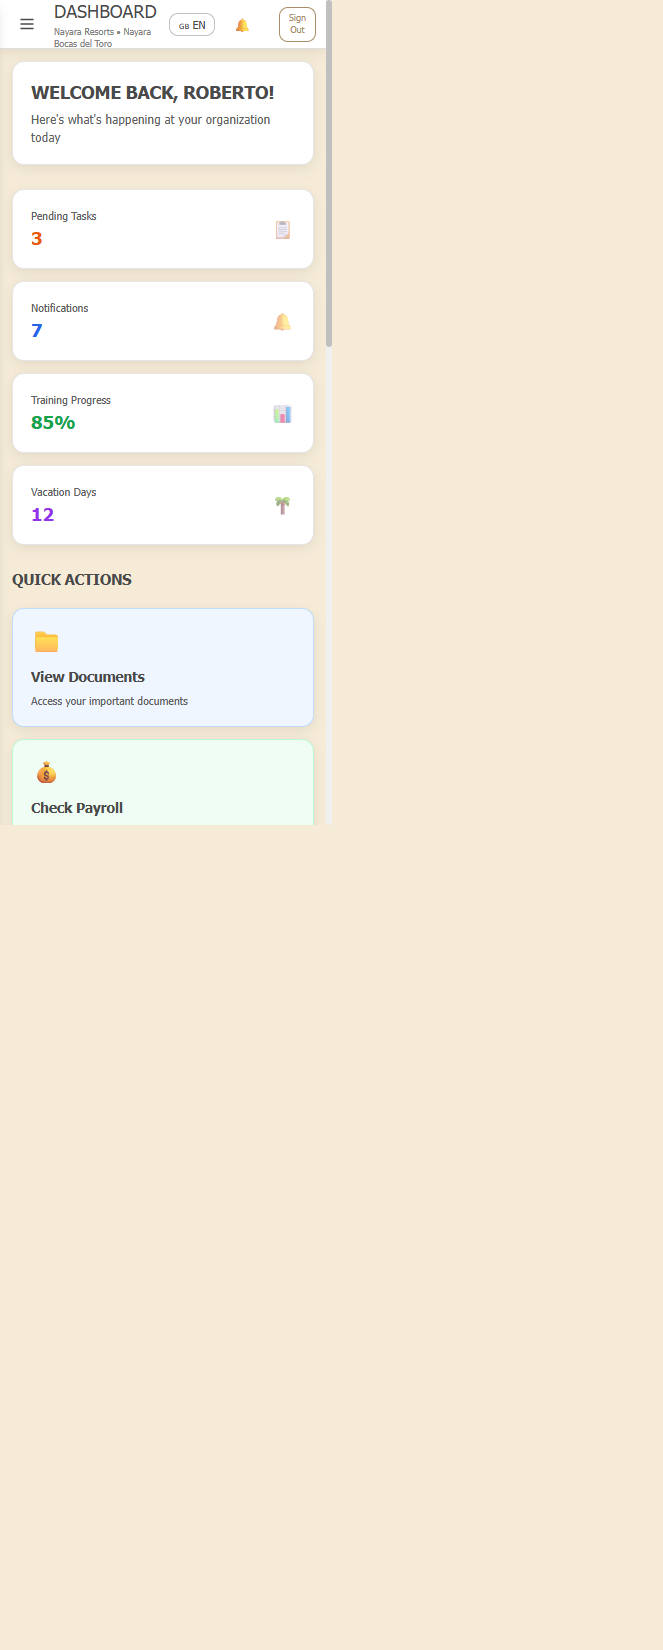 DASHBOARD
Nayara Resorts • Nayara
Bocas del Toro
GB EN
Sign
Out
WELCOME BACK, ROBERTO!
Here's what's happening at your organization
today
Pending Tasks
3
Notifications
7
Training Progress
85%
Vacation Days
12
QUICK ACTIONS
View Documents
Access your important documents
Check Payroll